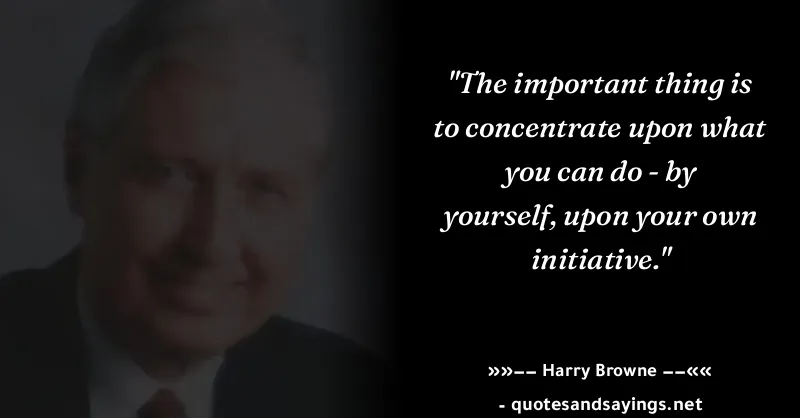 "The important thing is
to concentrate upon what
you can do - by
yourself, upon your own
initiative."
»»−− Harry Browne −−««
- quotesandsayings.net